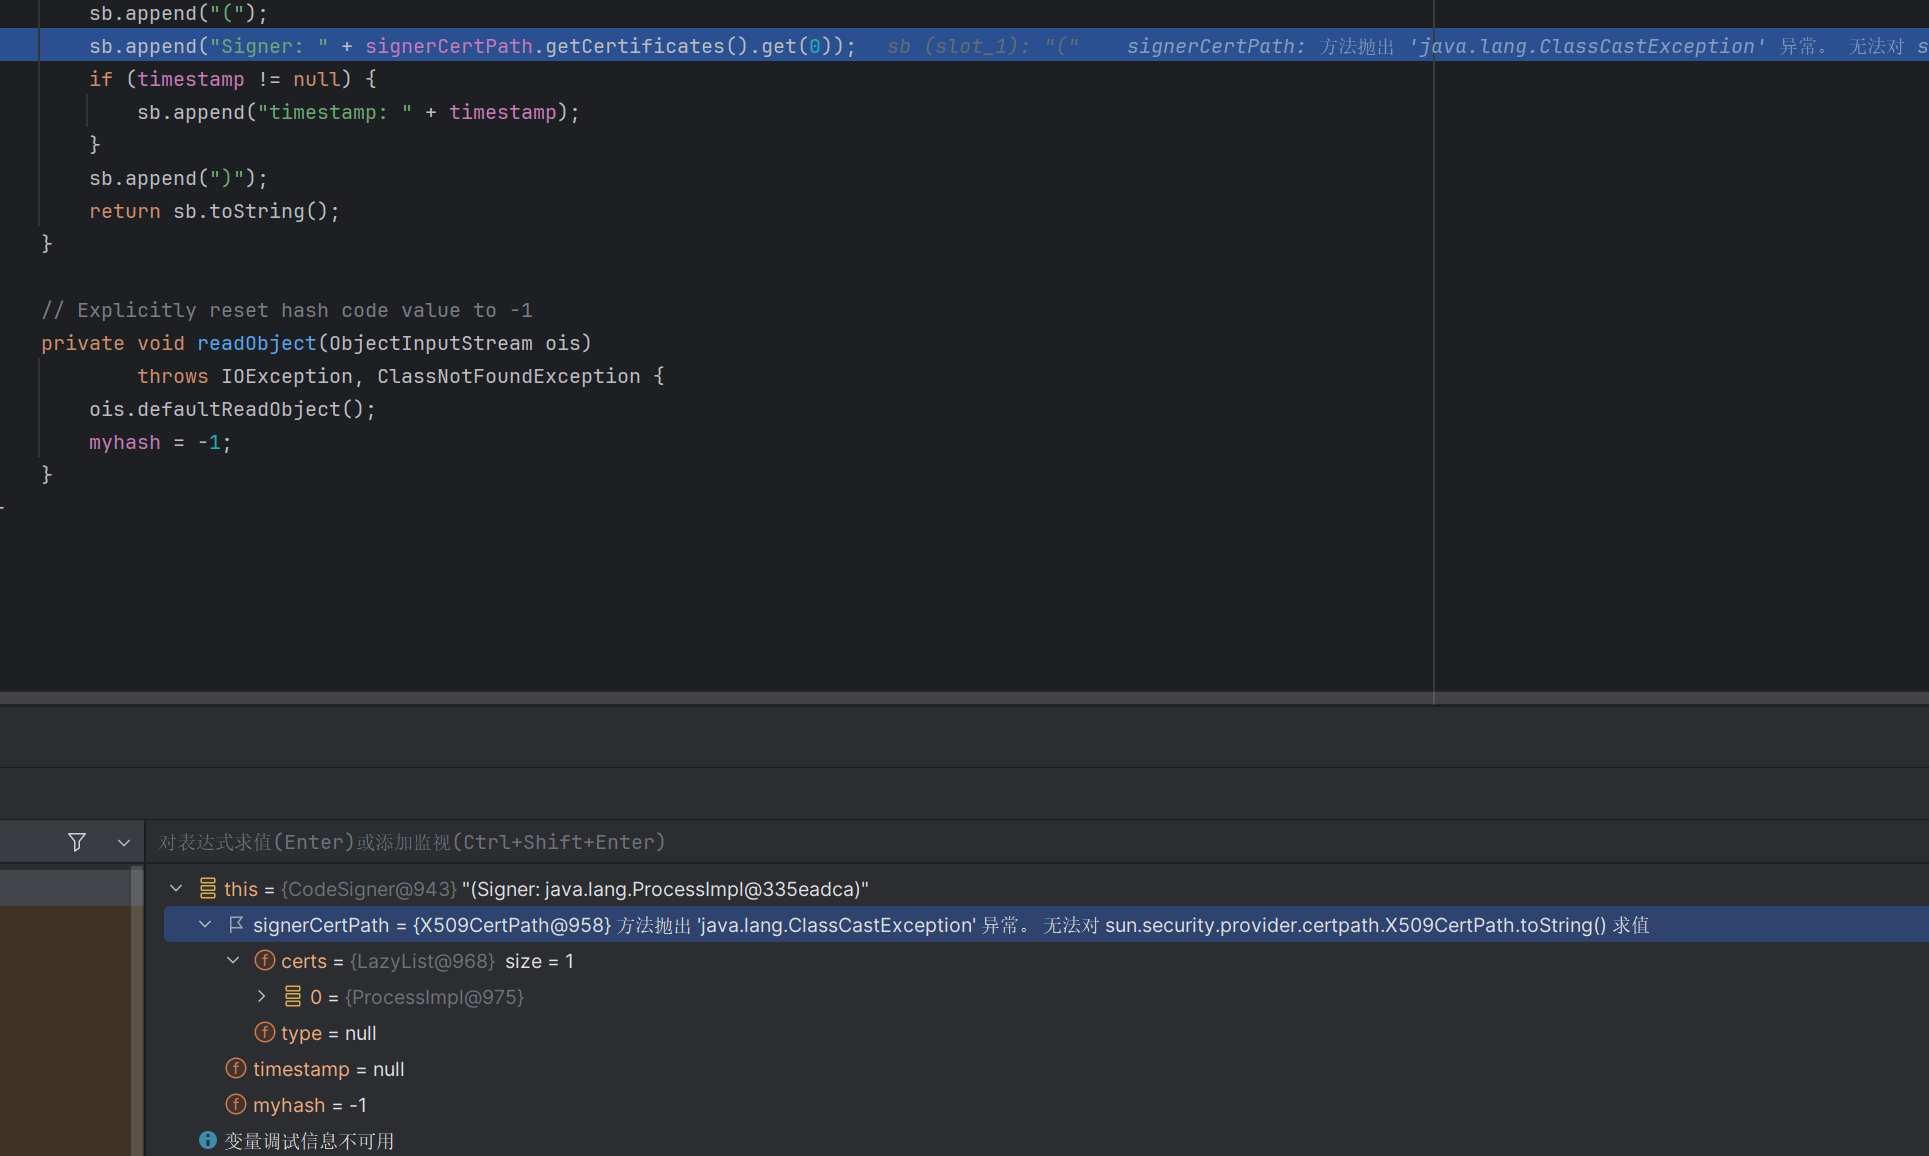 sb.append("(");
sb.append("Signer: " + signerCertPath.getCertificates().get(0)); sb (slot_1): "(" signerCertPath: 方法抛出 'java.lang.ClassCastException' 异常。 无法对 s
if (timestamp != null) {
sb.append("timestamp: " + timestamp);
}
sb.append(")");
return sb.toString();
}
// Explicitly reset hash code value to -1
private void readObject(ObjectInputStream ois)
throws IOException, ClassNotFoundException {
ois.defaultReadObject();
myhash = -1;
}
对表达式求值(Enter)或添加监视(Ctrl+Shift+Enter)
this = {CodeSigner@943} "(Signer: java.lang.ProcessImpl@335eadca)"
signerCertPath = {X509CertPath@958} 方法抛出 'java.lang.ClassCastException' 异常。 无法对 sun.security.provider.certpath.X509CertPath.toString() 求值
certs = {LazyList@968} size = 1
0 = {ProcessImpl@975}
type = null
timestamp = null
myhash = -1
变量调试信息不可用